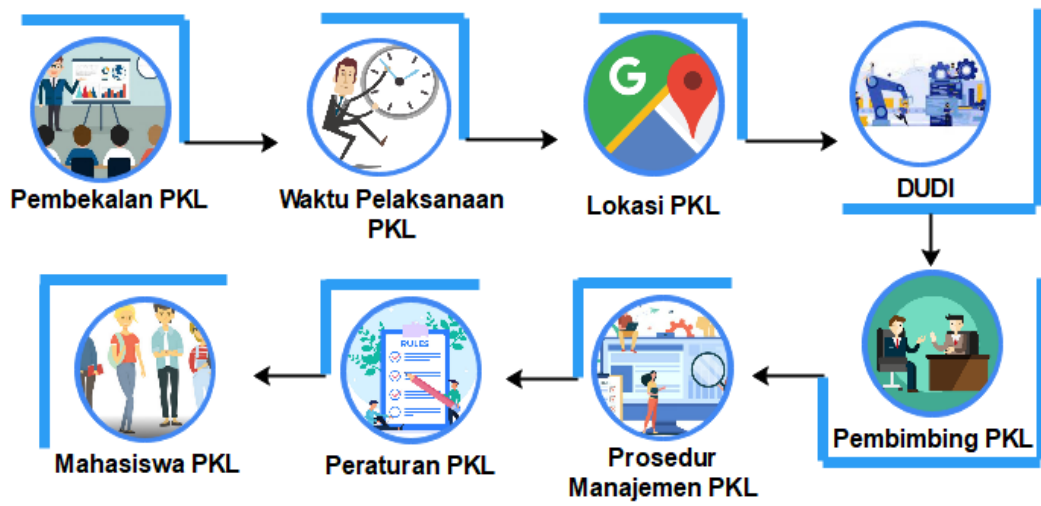 Pembekalan PKL
Waktu Pelaksanaan
PKL
G
Lokasi PKL
DUDI
Pembimbing PKL
Prosedur
Manajemen PKL
RULES
Peraturan PKL
Mahasiswa PKL